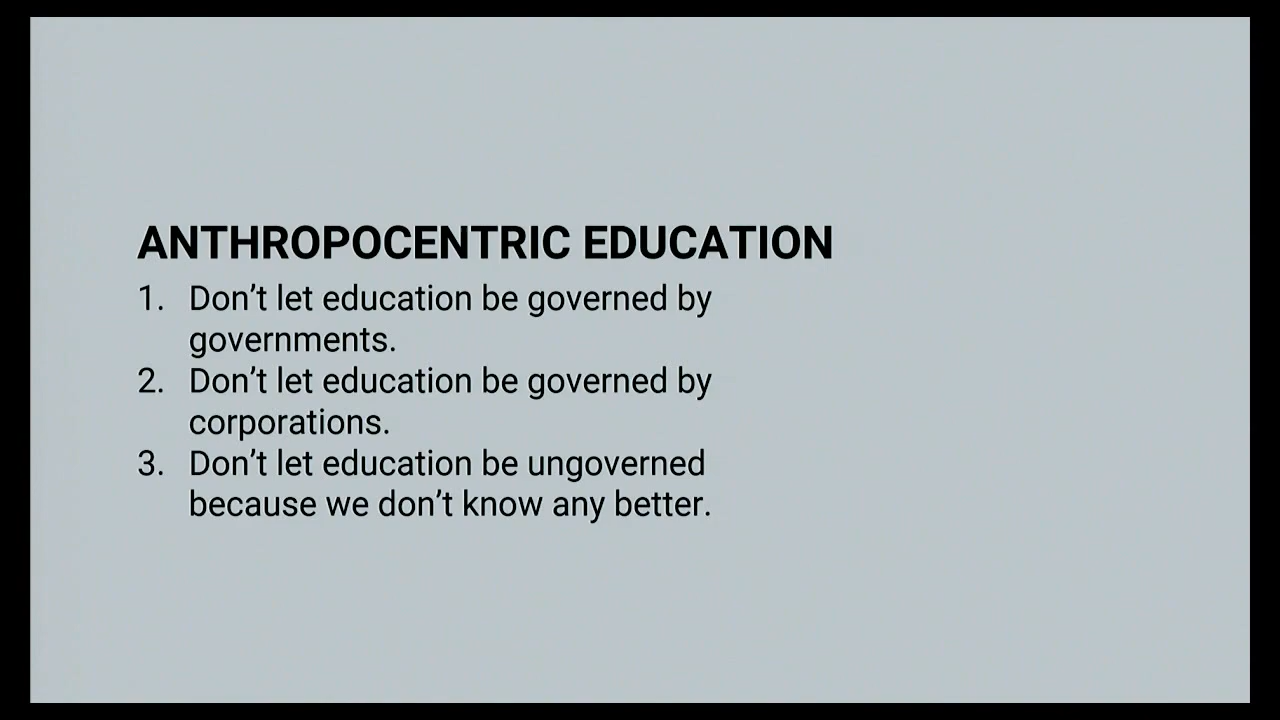 ANTHROPOCENTRIC EDUCATION
1. Don’t let education be governed by
governments.
2. Don’t let education be governed by
corporations.
3. Don’t let education be ungoverned
because we don’t know any better.